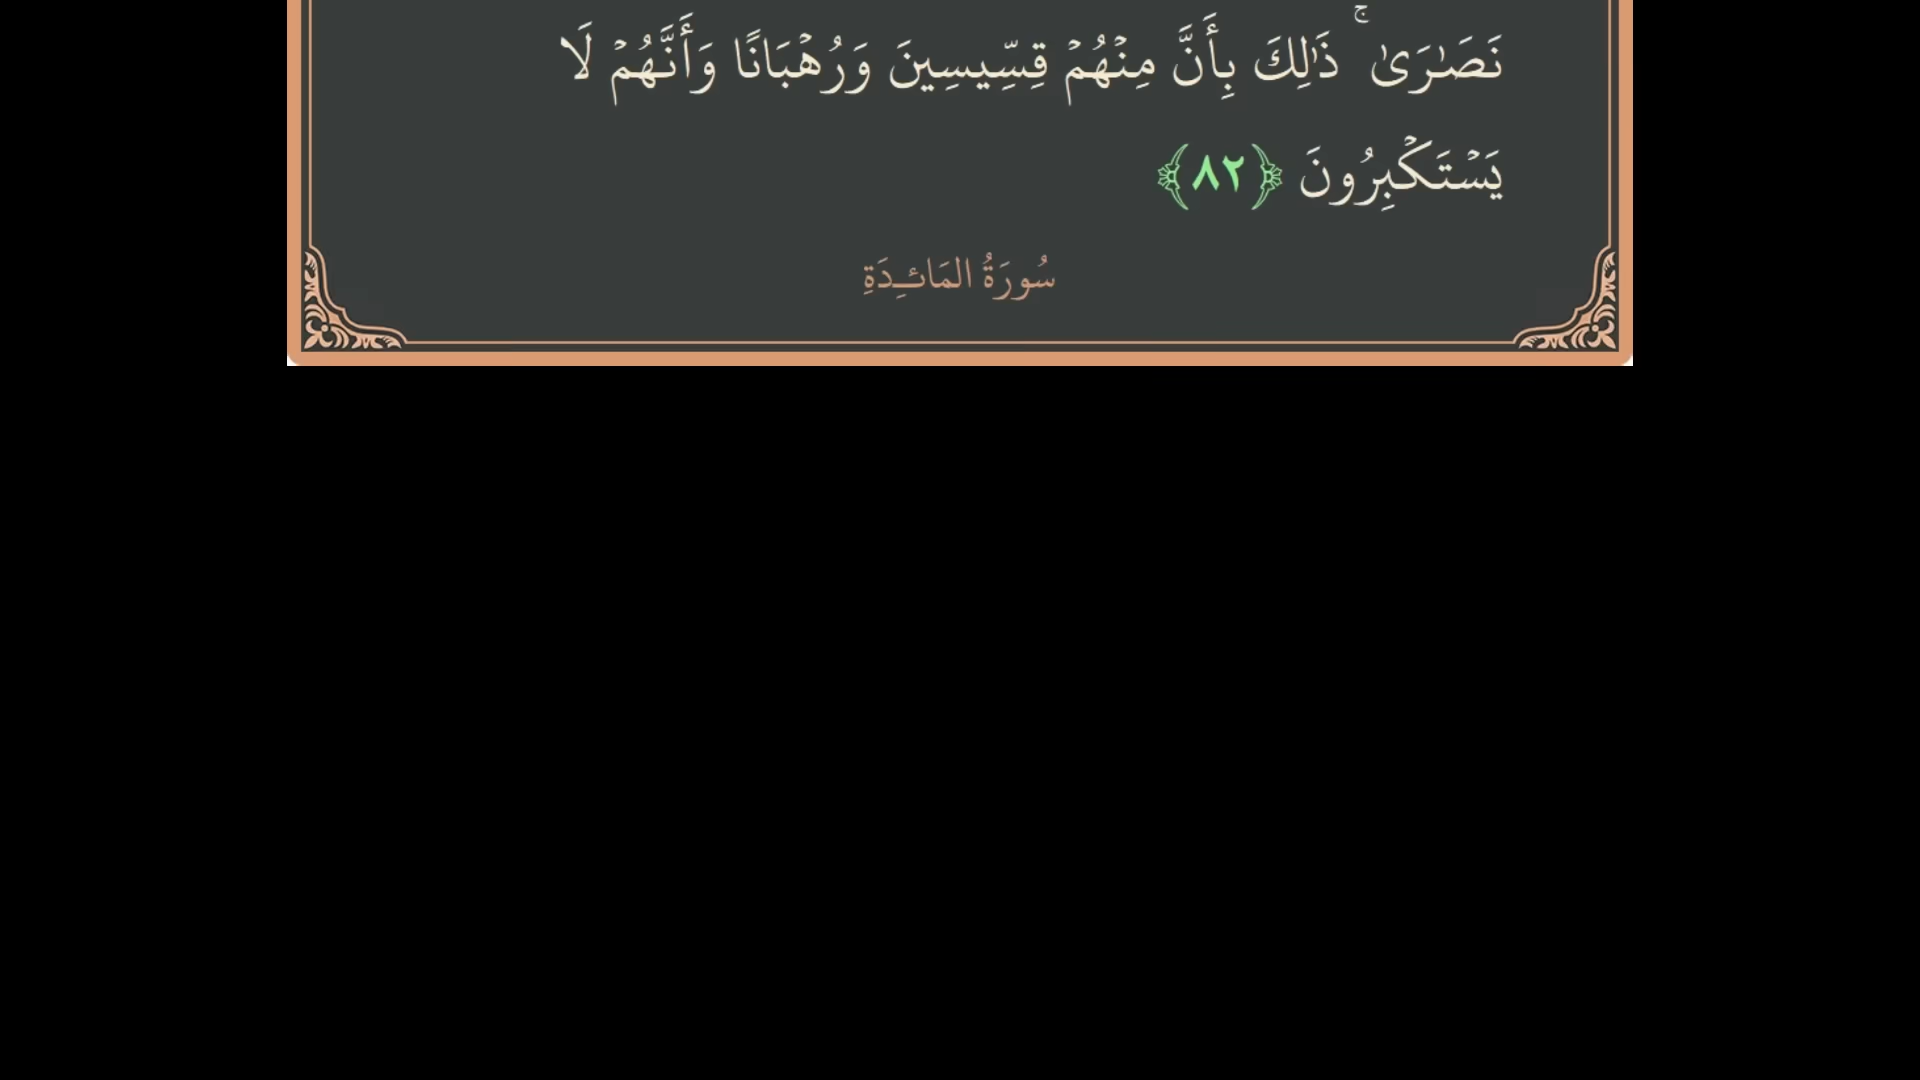 نَصَـٰرَىٰ ۚ ذَٰلِكَ بِأَنَّ مِنْهُمْ قِسِّيسِينَ وَرُهْبَانًا وَأَنَّهُمْ لَا
يَسْتَكْبِرُونَ ﴿٨٢﴾
سُورَةُ المَائـِدَةِ